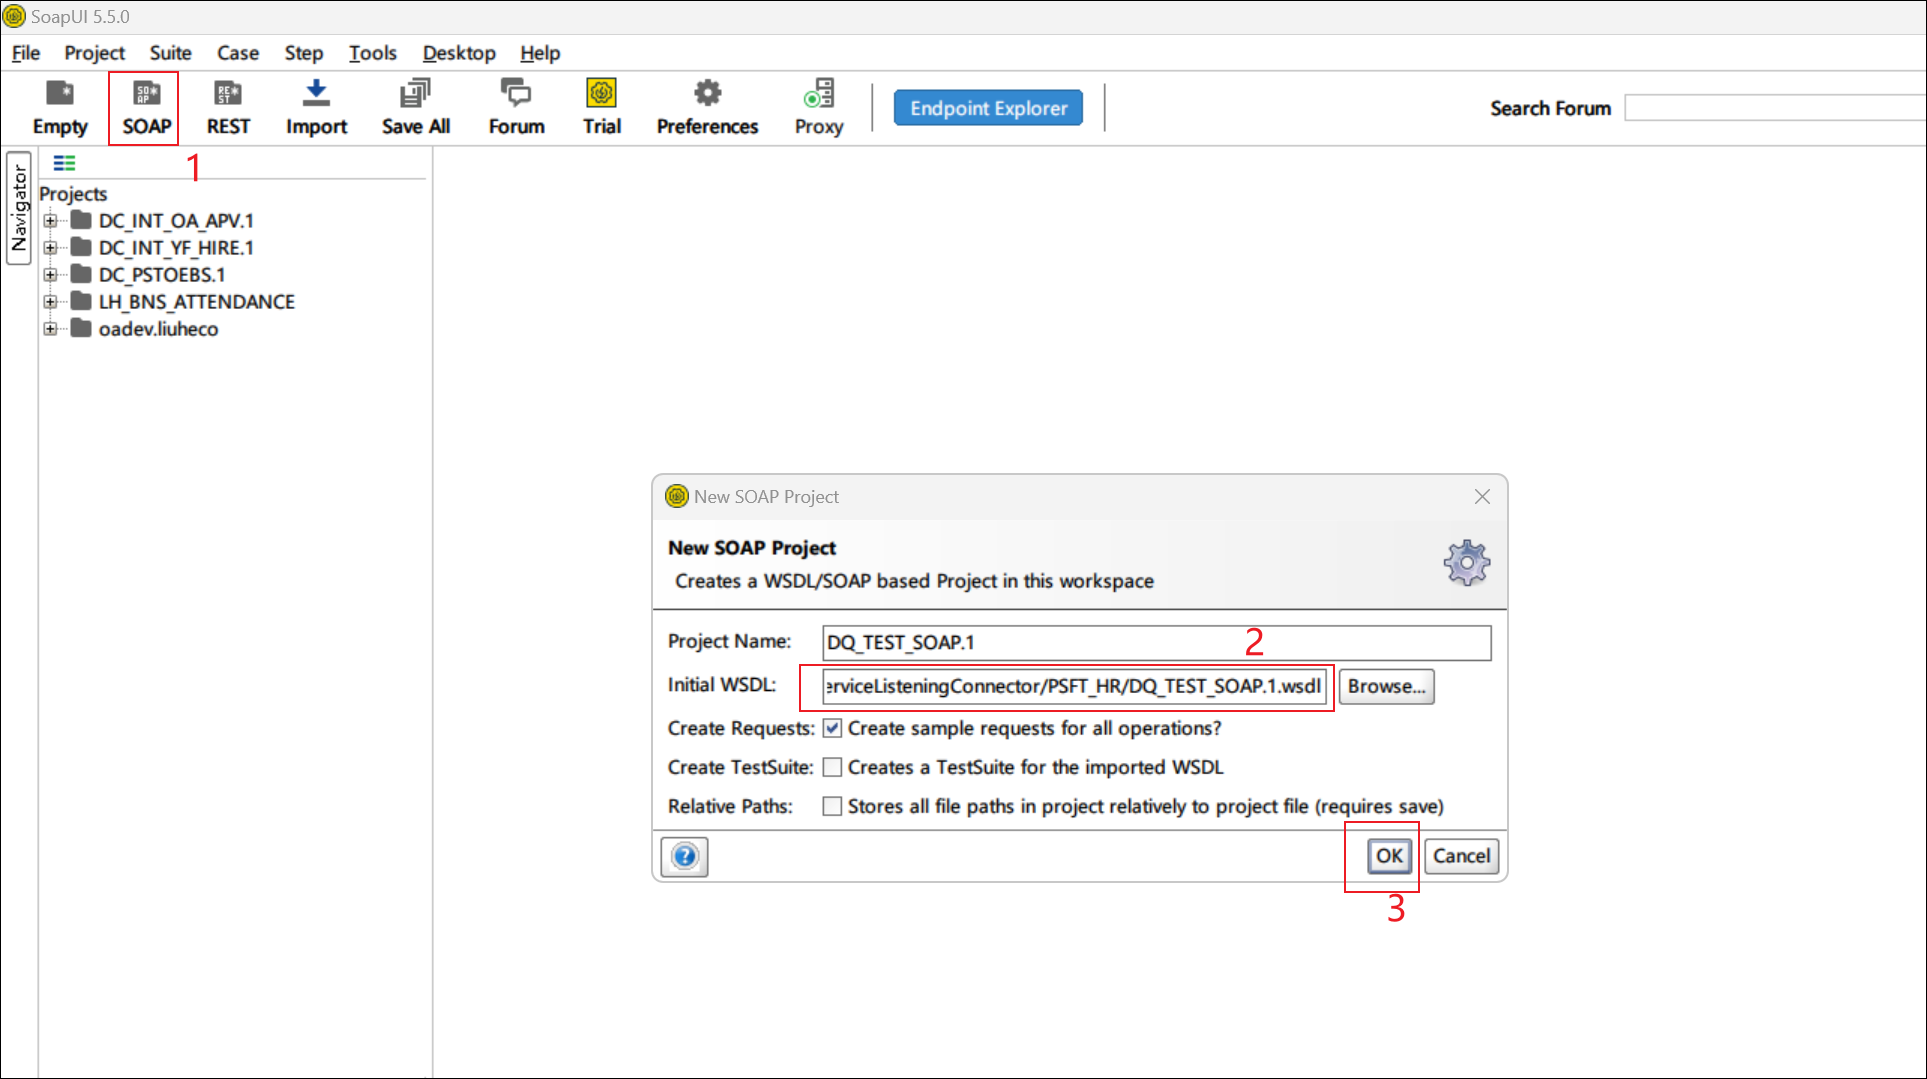 SoapUI 5.5.0
File Project Suite Case Step Tools Desktop Help
SO* AP
RE* ST
Empty SOAP REST Import Save All Forum Trial Preferences Proxy Endpoint Explorer Search Forum
1
Navigator
Projects
DC_INT_OA_APV.1
DC_INT_YF_HIRE.1
DC_PSTOEBS.1
LH_BNS_ATTENDANCE
oadev.liuheco
New SOAP Project
New SOAP Project
Creates a WSDL/SOAP based Project in this workspace
Project Name: DQ_TEST_SOAP.1 2
Initial WSDL: erviceListeningConnector/PSFT_HR/DQ_TEST_SOAP.1.wsdl Browse...
Create Requests: Create sample requests for all operations?
Create TestSuite: Creates a TestSuite for the imported WSDL
Relative Paths: Stores all file paths in project relatively to project file (requires save)
? OK Cancel
3